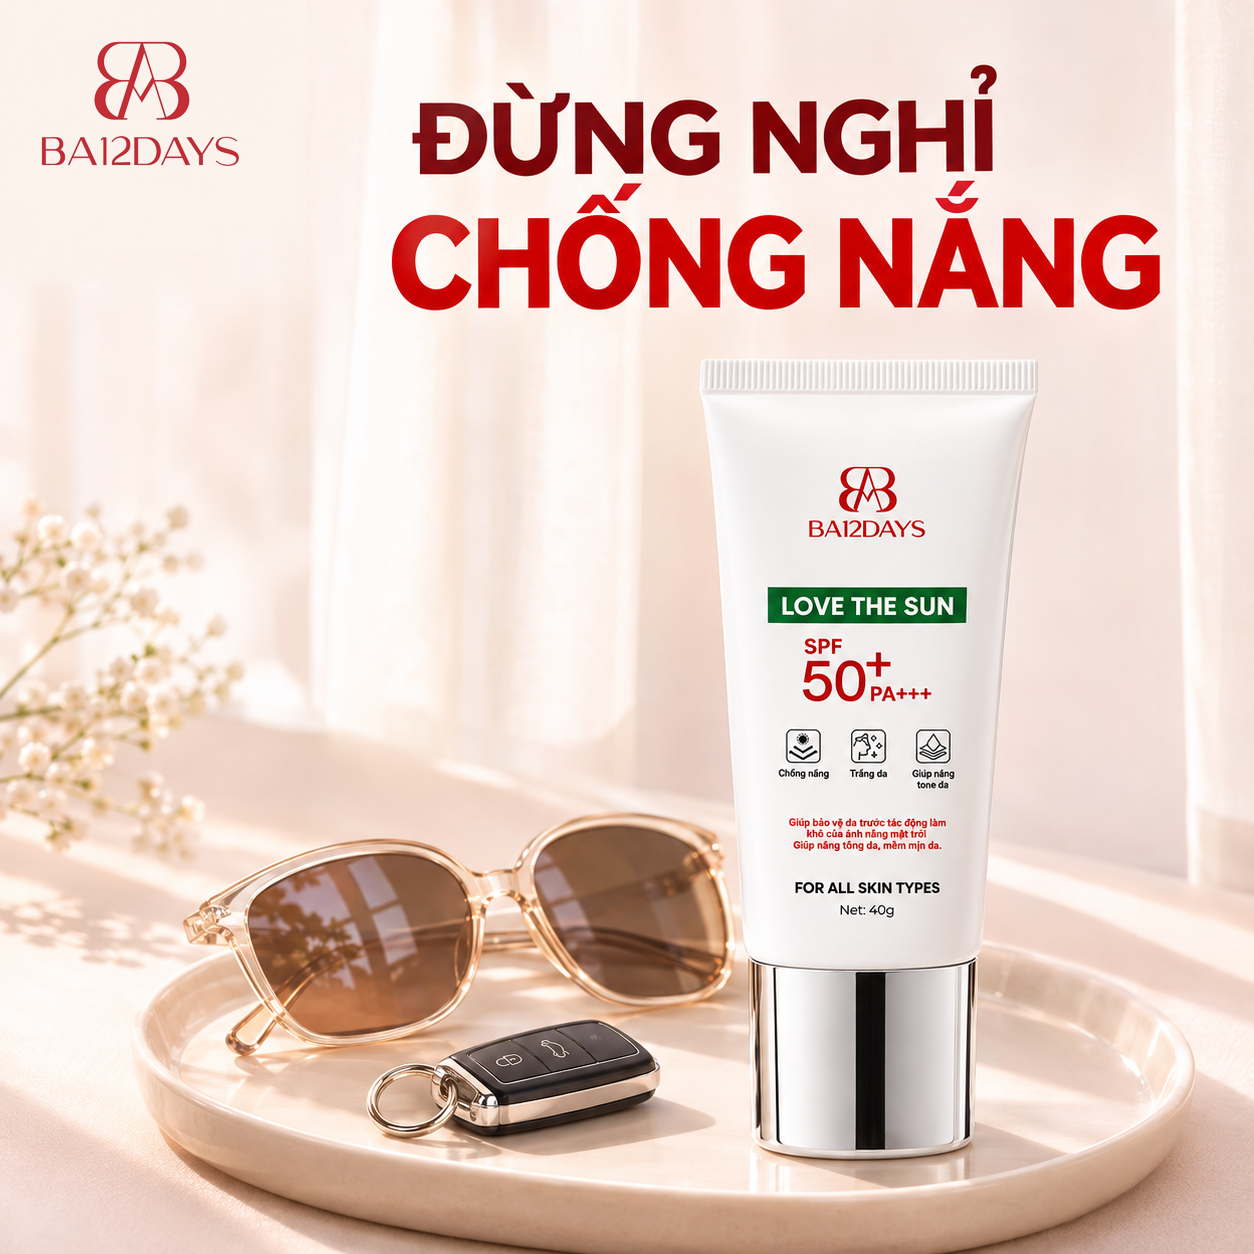 BA12DAYS
ĐỪNG NGHỈ
CHỐNG NẮNG
BA12DAYS
LOVE THE SUN
SPF
50+
PA+++
Chống nắng
Trắng da
Giúp nâng
tone da
Giúp bảo vệ da trước tác động làm
khô của ánh nắng mặt trời
Giúp nâng tông da, mềm mịn da.
FOR ALL SKIN TYPES
Net: 40g